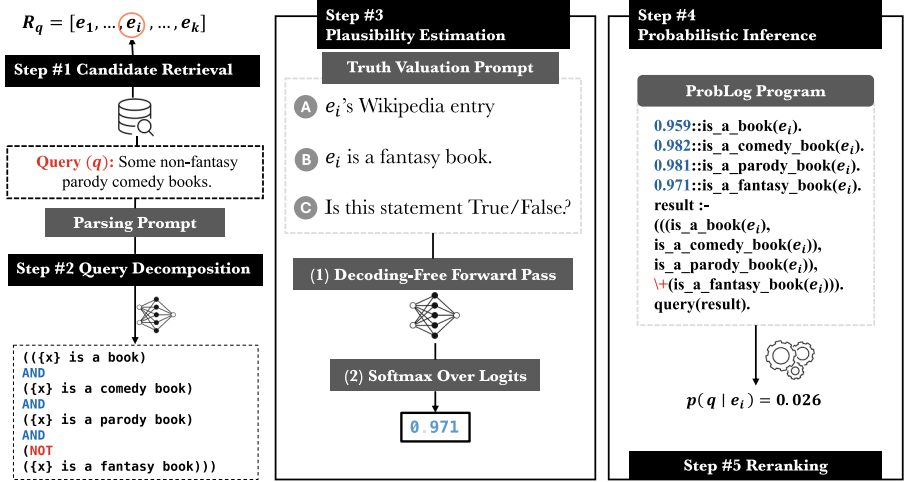 R_q = [e_1, ..., e_i, ..., e_k]
Step #1 Candidate Retrieval
Query (q): Some non-fantasy
parody comedy books.
Parsing Prompt
Step #2 Query Decomposition
(({x} is a book)
AND
({x} is a comedy book)
AND
({x} is a parody book)
AND
(NOT
({x} is a fantasy book)))
Step #3
Plausibility Estimation
Truth Valuation Prompt
A e_i's Wikipedia entry
B e_i is a fantasy book.
C Is this statement True/False?
(1) Decoding-Free Forward Pass
(2) Softmax Over Logits
0.971
Step #4
Probabilistic Inference
ProbLog Program
0.959::is_a_book(e_i).
0.982::is_a_comedy_book(e_i).
0.981::is_a_parody_book(e_i).
0.971::is_a_fantasy_book(e_i).
result :-
(((is_a_book(e_i),
is_a_comedy_book(e_i)),
is_a_parody_book(e_i)),
\+(is_a_fantasy_book(e_i))).
query(result).
p(q | e_i) = 0.026
Step #5 Reranking